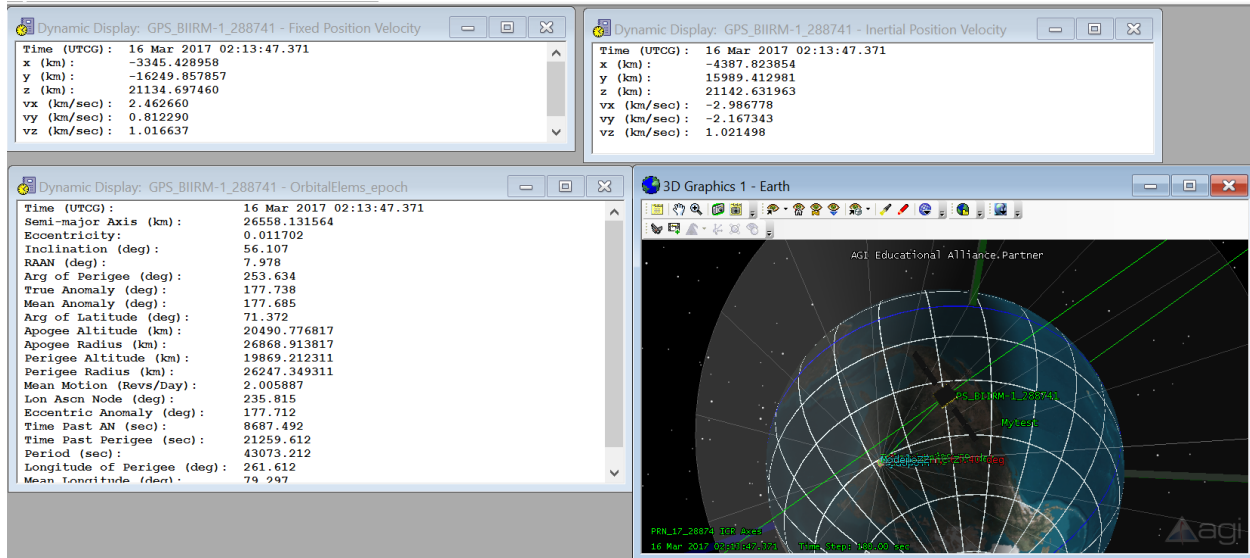 Dynamic Display: GPS_BIIRM-1_288741 - Fixed Position Velocity
Time (UTCG): 16 Mar 2017 02:13:47.371
x (km): -3345.428958
y (km): -16249.857857
z (km): 21134.697460
vx (km/sec): 2.462660
vy (km/sec): 0.812290
vz (km/sec): 1.016637
Dynamic Display: GPS_BIIRM-1_288741 - Inertial Position Velocity
Time (UTCG): 16 Mar 2017 02:13:47.371
x (km): -4387.823854
y (km): 15989.412981
z (km): 21142.631963
vx (km/sec): -2.986778
vy (km/sec): -2.167343
vz (km/sec): 1.021498
Dynamic Display: GPS_BIIRM-1_288741 - OrbitalElems_epoch
Time (UTCG): 16 Mar 2017 02:13:47.371
Semi-major Axis (km): 26558.131564
Eccentricity: 0.011702
Inclination (deg): 56.107
RAAN (deg): 7.978
Arg of Perigee (deg): 253.634
True Anomaly (deg): 177.738
Mean Anomaly (deg): 177.685
Arg of Latitude (deg): 71.372
Apogee Altitude (km): 20490.776817
Apogee Radius (km): 26868.913817
Perigee Altitude (km): 19869.212311
Perigee Radius (km): 26247.349311
Mean Motion (Revs/Day): 2.005887
Lon Ascn Node (deg): 235.815
Eccentric Anomaly (deg): 177.712
Time Past AN (sec): 8687.492
Time Past Perigee (sec): 21259.612
Period (sec): 43073.212
Longitude of Perigee (deg): 261.612
Mean Longitude (deg): 79.297
3D Graphics 1 - Earth
AGI Educational Alliance.Partner
PS_BIIRM-1_288741
Mytest
PRN_17_28874 ICR Axes
16 Mar 2017 02:13:47.371 Time Step: 180.00 sec
agi